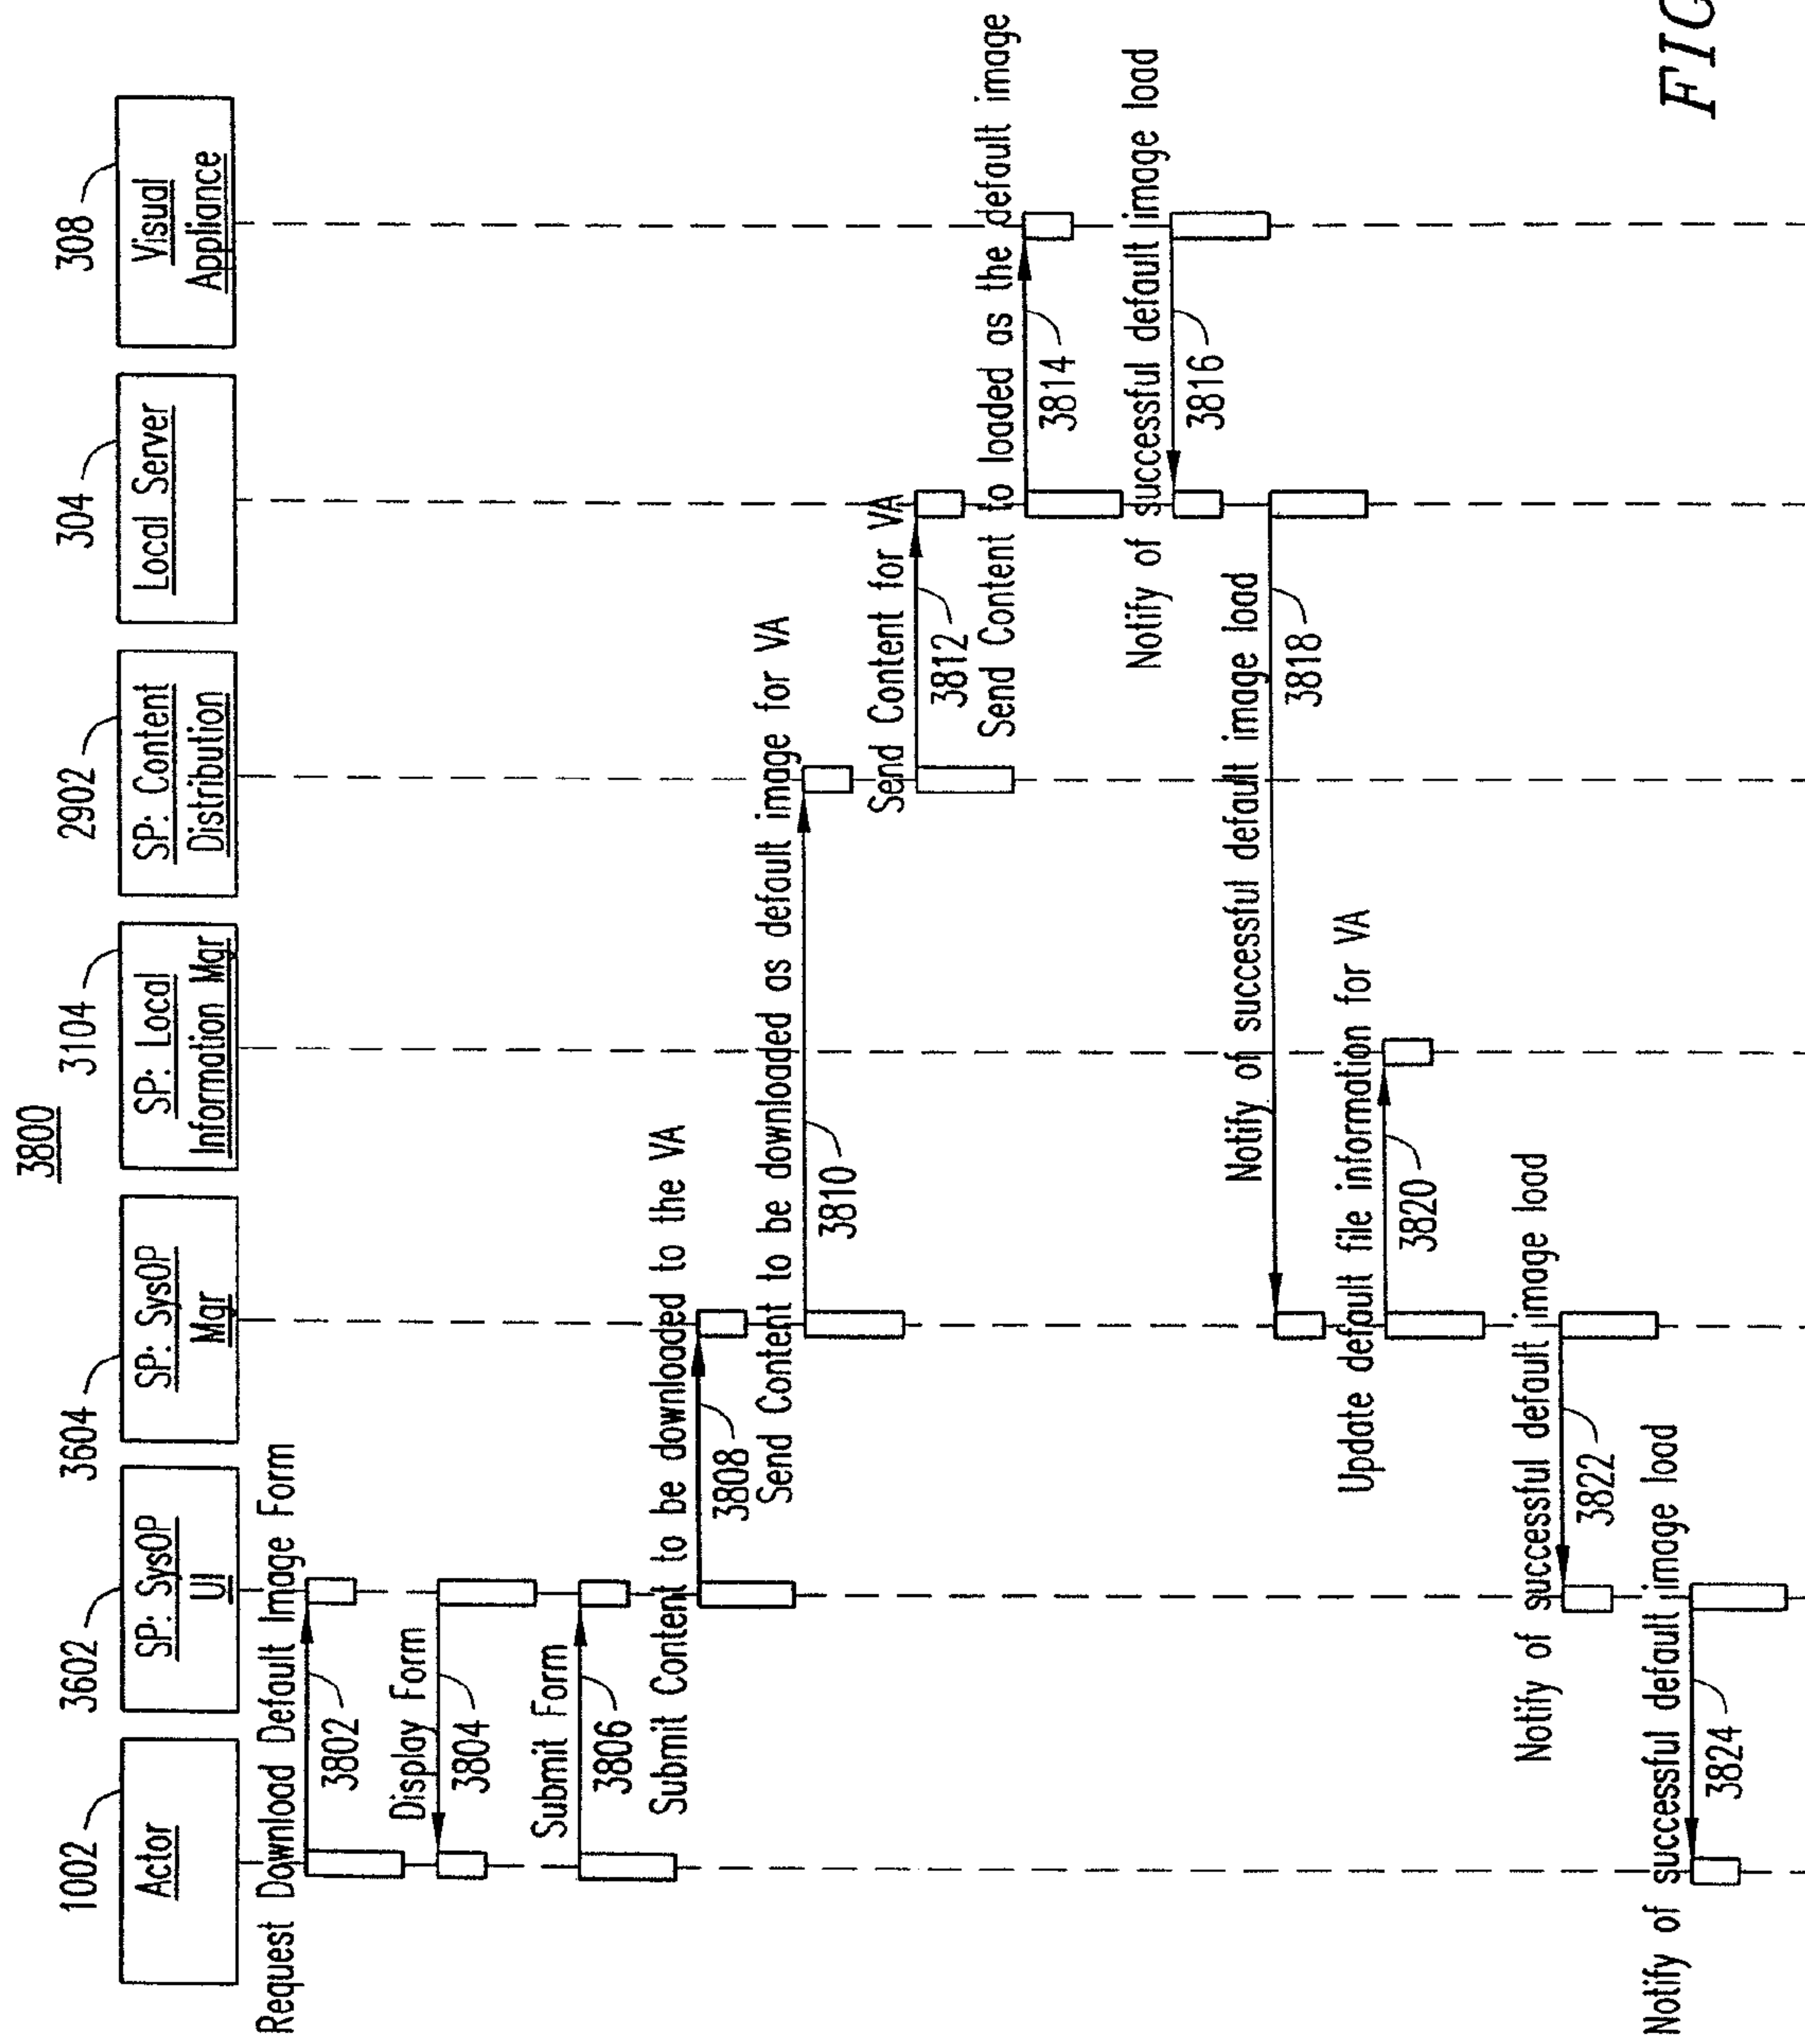 3800
1002
Actor
3602
SP: SysOP
UI
3604
SP: SysOP
Mgr
3104
SP: Local
Information Mgr
2902
SP: Content
Distribution
304
Local Server
308
Visual
Appliance
Request Download Default Image Form
3802
Display Form
3804
Submit Form
3806
Submit Content to be downloaded to the VA
3808
Send Content to be downloaded as default image for VA
3810
Send Content for VA
3812
Send Content to loaded as the default image
3814
Notify of successful default image load
3816
Notify of successful default image load
3818
Update default file information for VA
3820
Notify of successful default image load
3822
Notify of successful default image load
3824
FIG